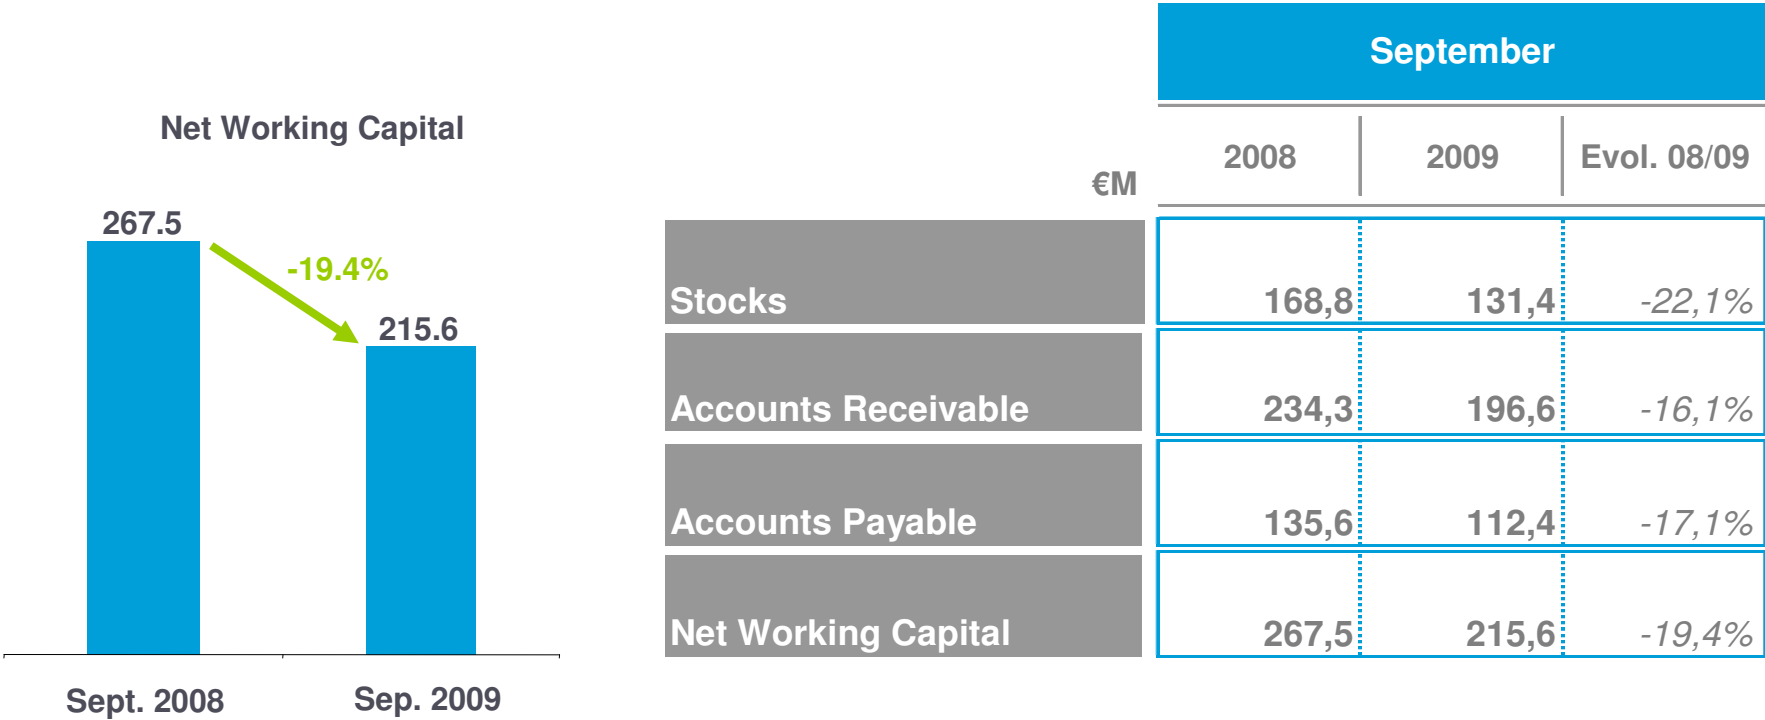 Net Working Capital
267.5
-19.4%
215.6
Sept. 2008
Sep. 2009
September
€M
2008
2009
Evol. 08/09
Stocks
168,8
131,4
-22,1%
Accounts Receivable
234,3
196,6
-16,1%
Accounts Payable
135,6
112,4
-17,1%
Net Working Capital
267,5
215,6
-19,4%